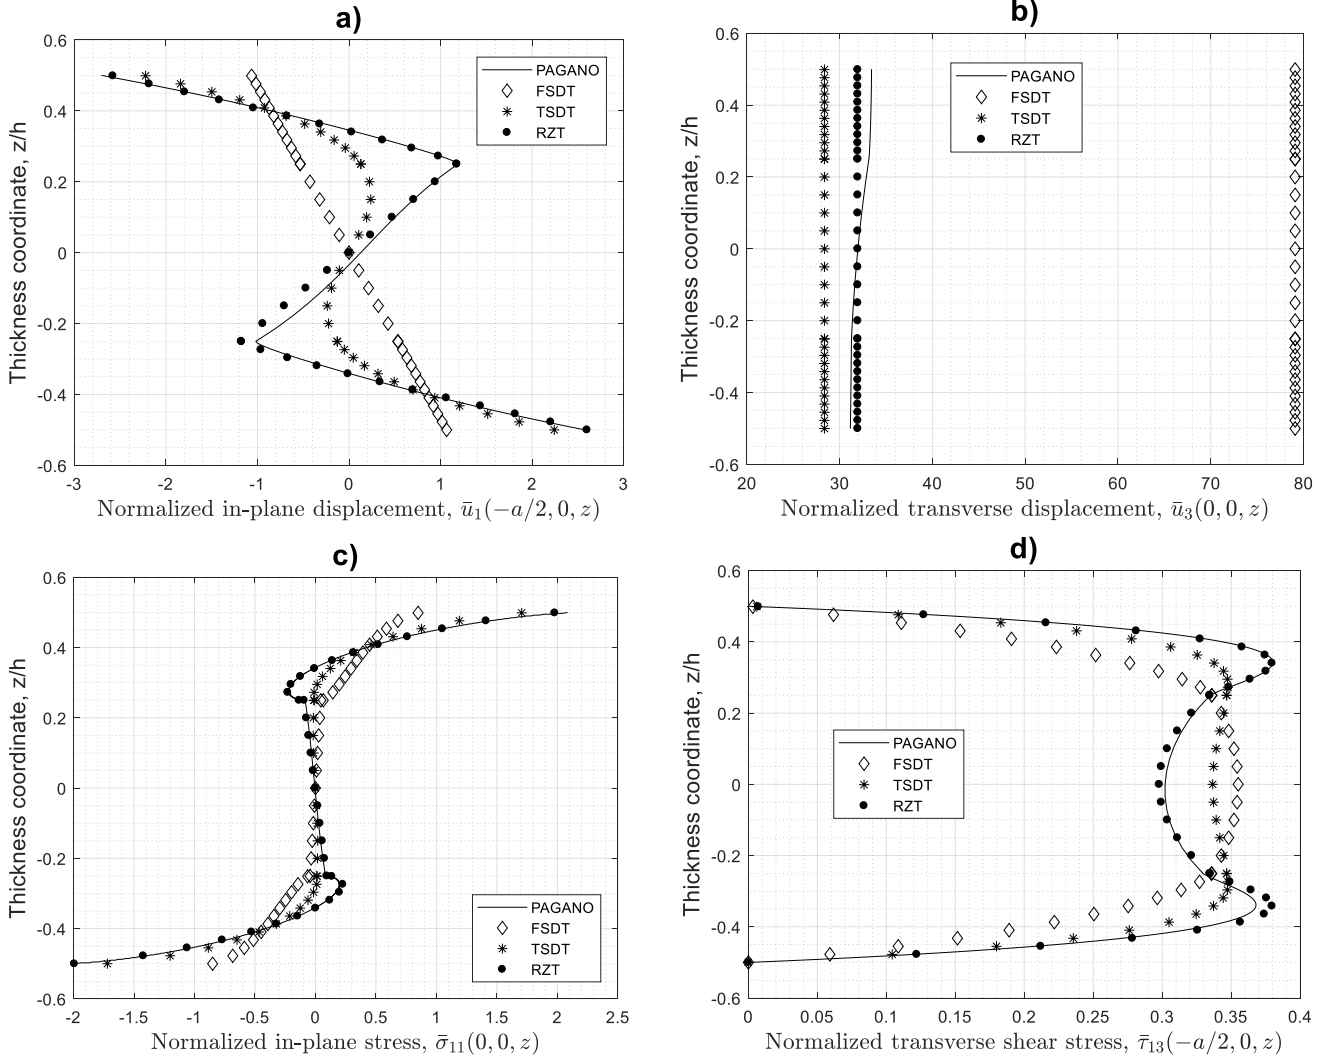 a)
0.6
0.4
0.2
0
-0.2
-0.4
-0.6
Thickness coordinate, z/h
PAGANO
FSDT
TSDT
RZT
-3 -2 -1 0 1 2 3
Normalized in-plane displacement, ū₁(−a/2, 0, z)
b)
0.6
0.4
0.2
0
-0.2
-0.4
-0.6
Thickness coordinate, z/h
PAGANO
FSDT
TSDT
RZT
20 30 40 50 60 70 80
Normalized transverse displacement, ū₃(0, 0, z)
c)
0.6
0.4
0.2
0
-0.2
-0.4
-0.6
Thickness coordinate, z/h
PAGANO
FSDT
TSDT
RZT
-2 -1.5 -1 -0.5 0 0.5 1 1.5 2 2.5
Normalized in-plane stress, σ̄₁₁(0, 0, z)
d)
0.6
0.4
0.2
0
-0.2
-0.4
-0.6
Thickness coordinate, z/h
PAGANO
FSDT
TSDT
RZT
0 0.05 0.1 0.15 0.2 0.25 0.3 0.35 0.4
Normalized transverse shear stress, τ̄₁₃(−a/2, 0, z)